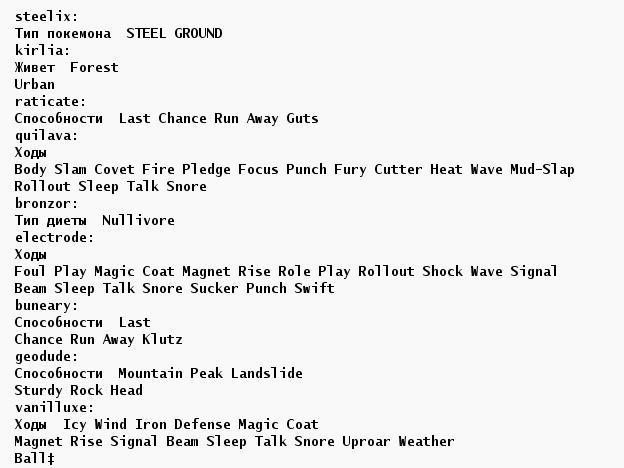 steelix:
Тип покемона  STEEL GROUND
kirlia:
Живет  Forest
Urban
raticate:
Способности  Last Chance Run Away Guts
quilava:
Ходы
Body Slam Covet Fire Pledge Focus Punch Fury Cutter Heat Wave Mud-Slap
Rollout Sleep Talk Snore
bronzor:
Тип диеты  Nullivore
electrode:
Ходы
Foul Play Magic Coat Magnet Rise Role Play Rollout Shock Wave Signal
Beam Sleep Talk Snore Sucker Punch Swift
buneary:
Способности  Last
Chance Run Away Klutz
geodude:
Способности  Mountain Peak Landslide
Sturdy Rock Head
vanilluxe:
Ходы  Icy Wind Iron Defense Magic Coat
Magnet Rise Signal Beam Sleep Talk Snore Uproar Weather
Ball‡